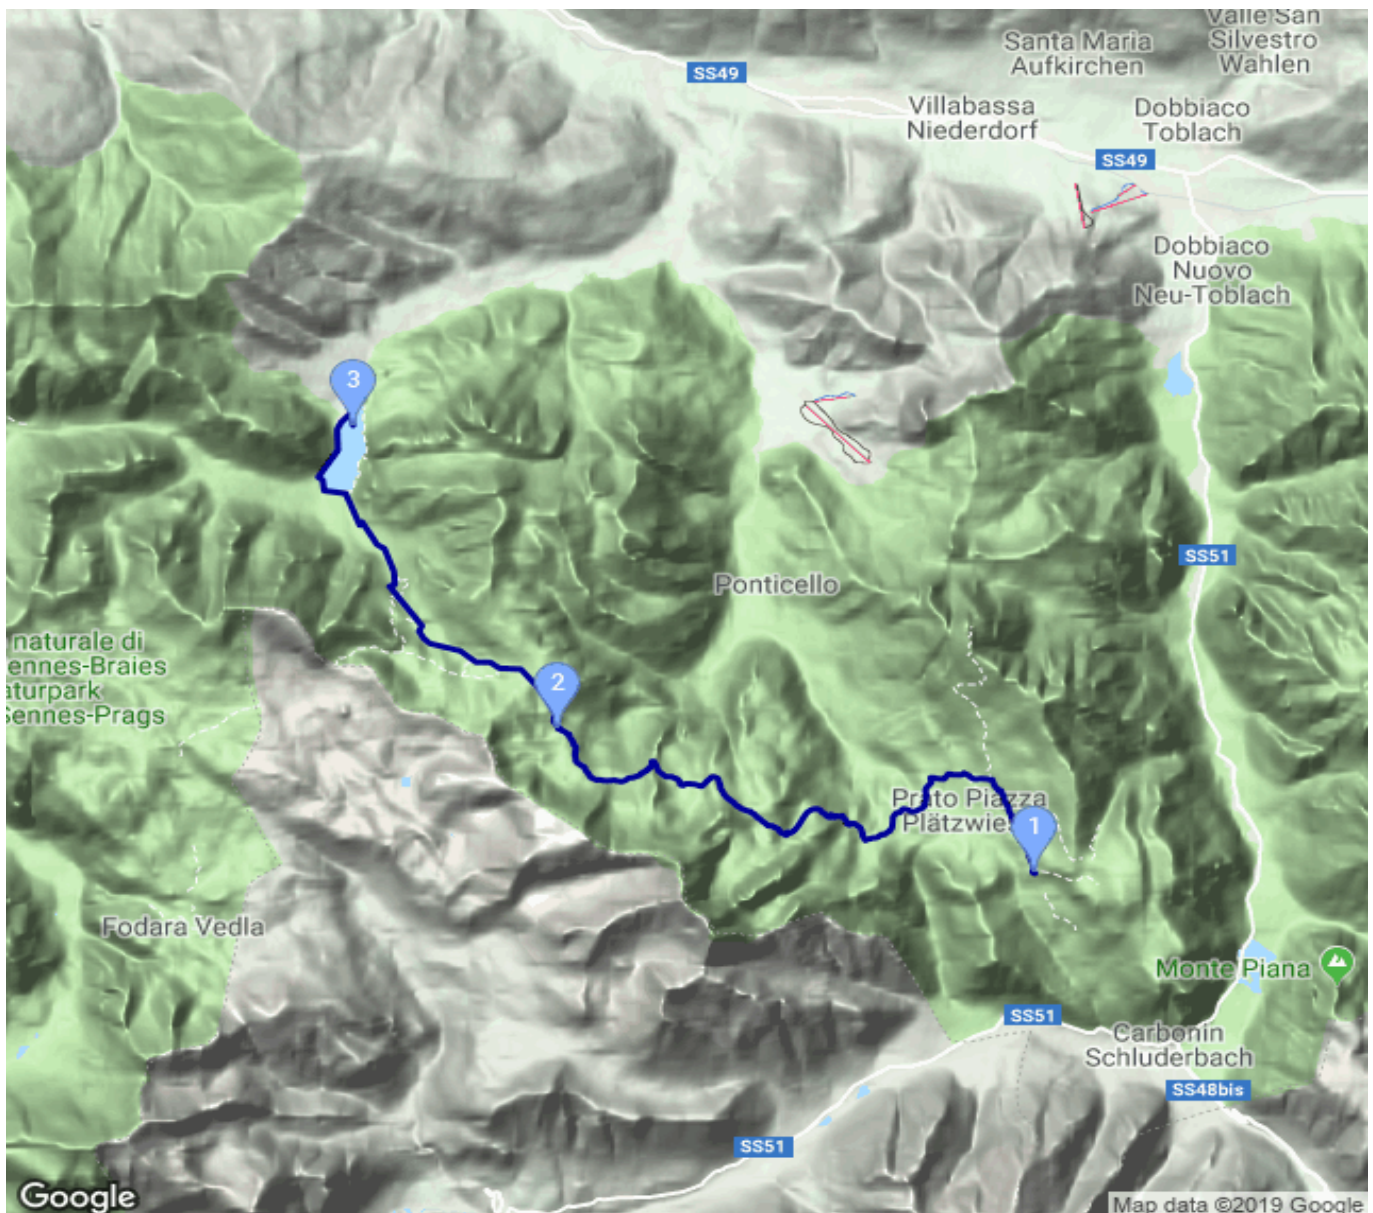 Valle San
Silvestro
Wahlen
Santa Maria
Aufkirchen
SS49
Villabassa
Niederdorf
Dobbiaco
Toblach
SS49
Dobbiaco
Nuovo
Neu-Toblach
3
SS51
Ponticello
naturale di
ennes-Braies
aturpark
Sennes-Prags
2
Prato Piazza
Plätzwie
1
Fodara Vedla
Monte Piana
SS51
Carbonin
Schluderbach
SS48bis
SS51
Google
Map data ©2019 Google